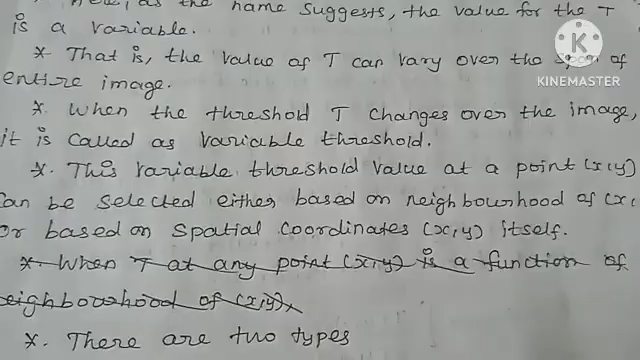 Here, as the name suggests, the value for the T
is a variable.
* That is, the value of T can vary over the span of
entire image.
* When the threshold T changes over the image,
it is called as variable threshold.
* This variable threshold value at a point (x,y)
can be selected either based on neighbourhood of (x,
or based on spatial coordinates (x,y) itself.
* When T at any point (x,y) is a function of
neighbourhood of (x,y),
* There are two types
K
KINEMASTER